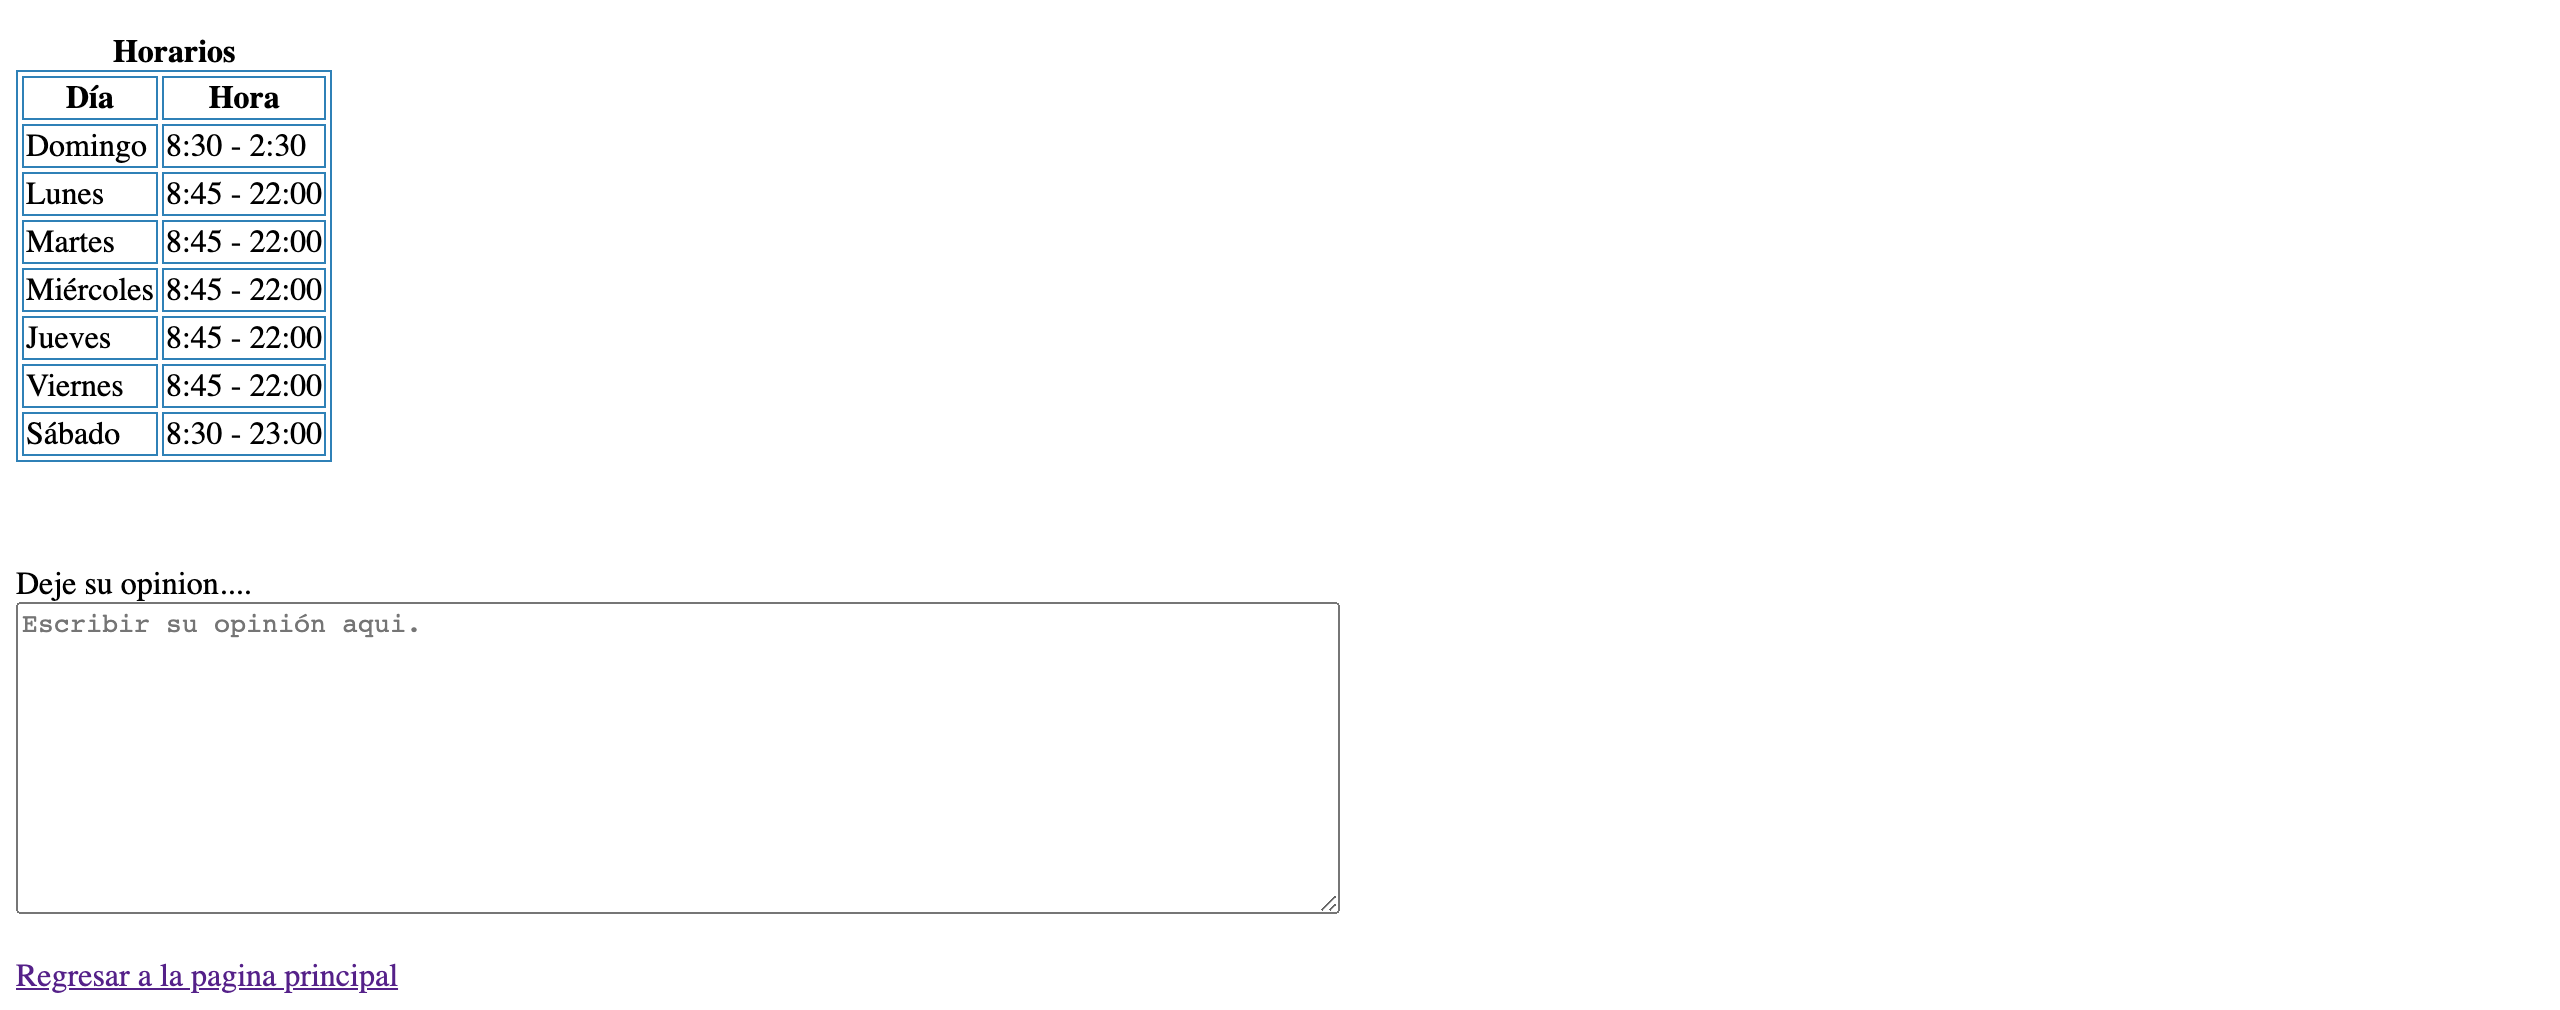 Horarios
Día Hora
Domingo 8:30 - 2:30
Lunes 8:45 - 22:00
Martes 8:45 - 22:00
Miércoles 8:45 - 22:00
Jueves 8:45 - 22:00
Viernes 8:45 - 22:00
Sábado 8:30 - 23:00
Deje su opinion....
Escribir su opinión aqui.
Regresar a la pagina principal